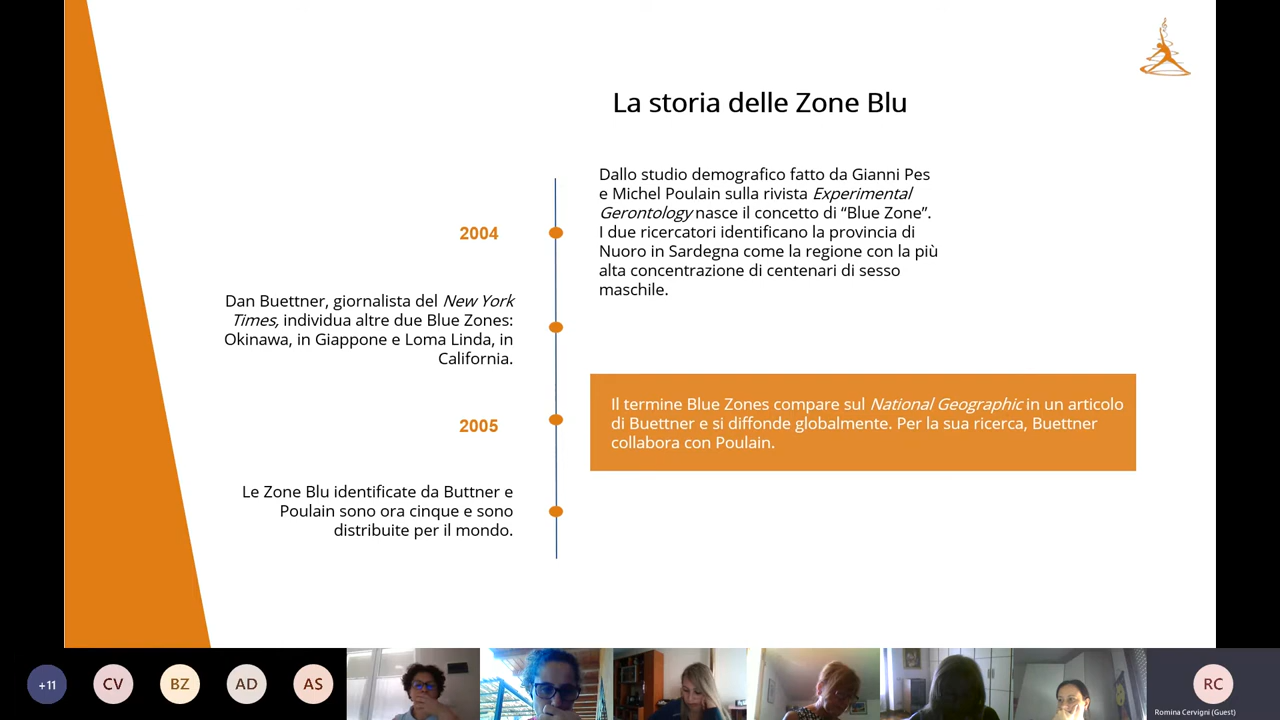 La storia delle Zone Blu
Dallo studio demografico fatto da Gianni Pes
e Michel Poulain sulla rivista Experimental
Gerontology nasce il concetto di “Blue Zone”.
I due ricercatori identificano la provincia di
Nuoro in Sardegna come la regione con la più
alta concentrazione di centenari di sesso
maschile.
2004
Dan Buettner, giornalista del New York
Times, individua altre due Blue Zones:
Okinawa, in Giappone e Loma Linda, in
California.
Il termine Blue Zones compare sul National Geographic in un articolo
di Buettner e si diffonde globalmente. Per la sua ricerca, Buettner
collabora con Poulain.
2005
Le Zone Blu identificate da Buttner e
Poulain sono ora cinque e sono
distribuite per il mondo.
+11
CV
BZ
AD
AS
RC
Romina Cervigni (Guest)